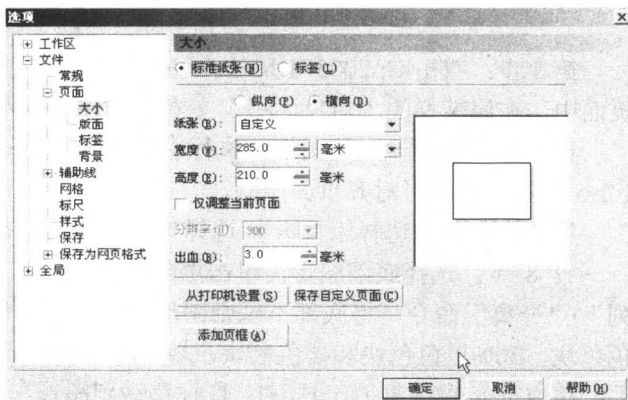 选项
工作区
文件
常规
页面
大小
版面
标签
背景
辅助线
网格
标尺
样式
保存
保存为网页格式
全局
大小
标准纸张(N) 标签(L)
纵向(P) 横向(D)
纸张(R): 自定义
宽度(W): 285.0 毫米
高度(E): 210.0 毫米
仅调整当前页面
分辨率(U): 300
出血(B): 3.0 毫米
从打印机设置(S) 保存自定义页面(C)
添加页框(A)
确定 取消 帮助(H)